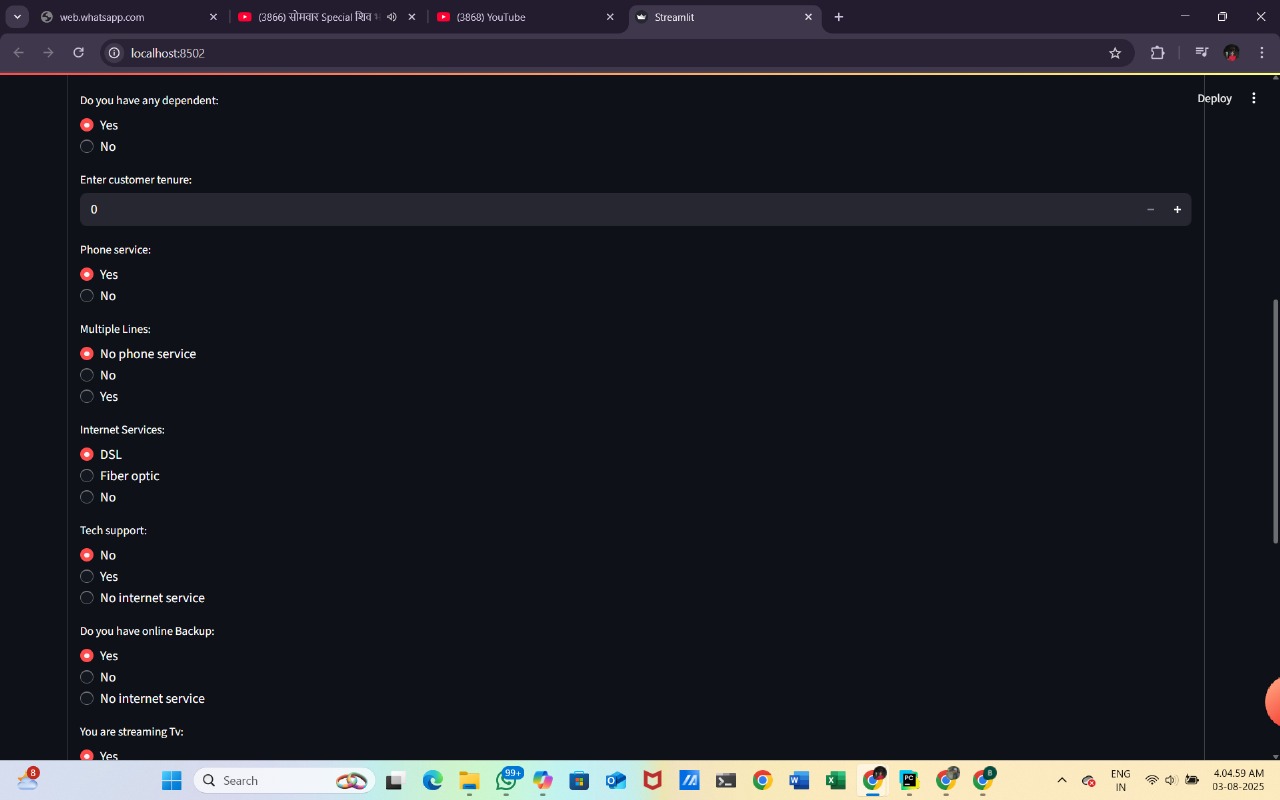 web.whatsapp.com
(3866) सोमवार Special शिव
(3868) YouTube
Streamlit
localhost:8502
Deploy
Do you have any dependent:
Yes
No
Enter customer tenure:
0
Phone service:
Yes
No
Multiple Lines:
No phone service
No
Yes
Internet Services:
DSL
Fiber optic
No
Tech support:
No
Yes
No internet service
Do you have online Backup:
Yes
No
No internet service
You are streaming Tv:
Yes
8
Search
99+
PC
8
ENG
IN
4.04.59 AM
03-08-2025